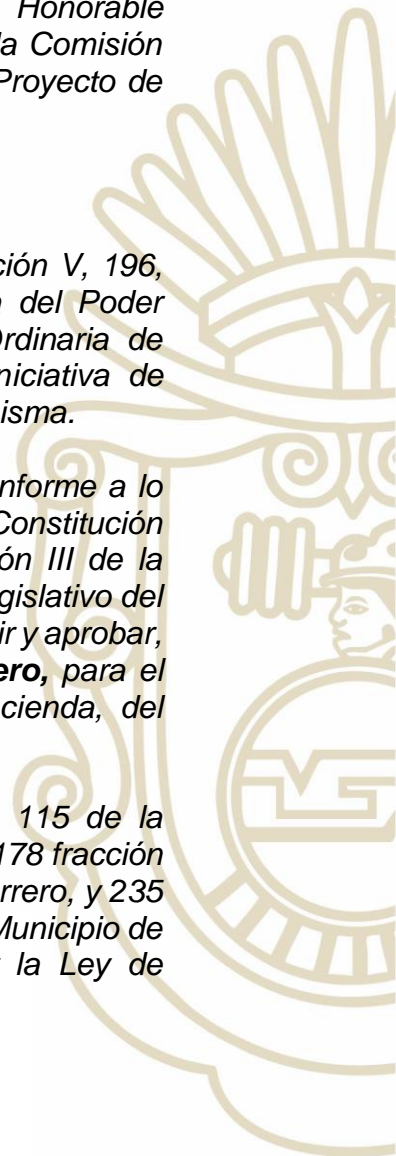 Honorable
la Comisión
Proyecto de
ción V, 196,
del Poder
Ordinaria de
niciativa de
isma.
nforme a lo
Constitución
ón III de la
gislativo del
ir y aprobar,
ero, para el
cienda, del
115 de la
178 fracción
errero, y 235
Municipio de
la Ley de